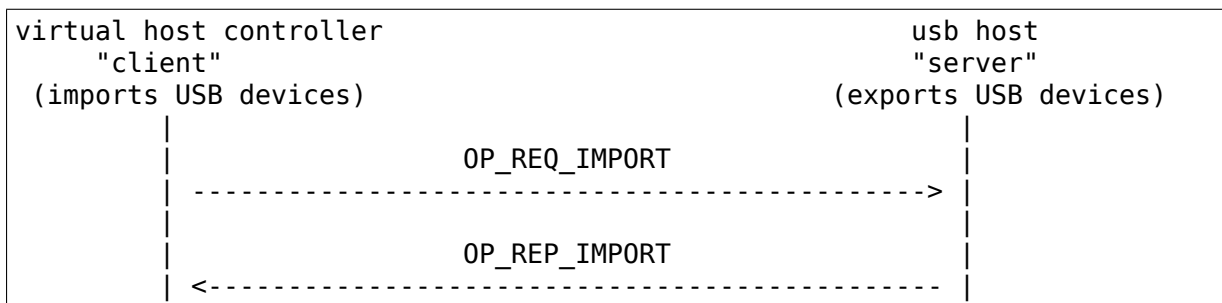 virtual host controller usb host
"client" "server"
(imports USB devices) (exports USB devices)
| |
| OP_REQ_IMPORT |
| ----------------------------------------------> |
| |
| OP_REP_IMPORT |
| <---------------------------------------------- |